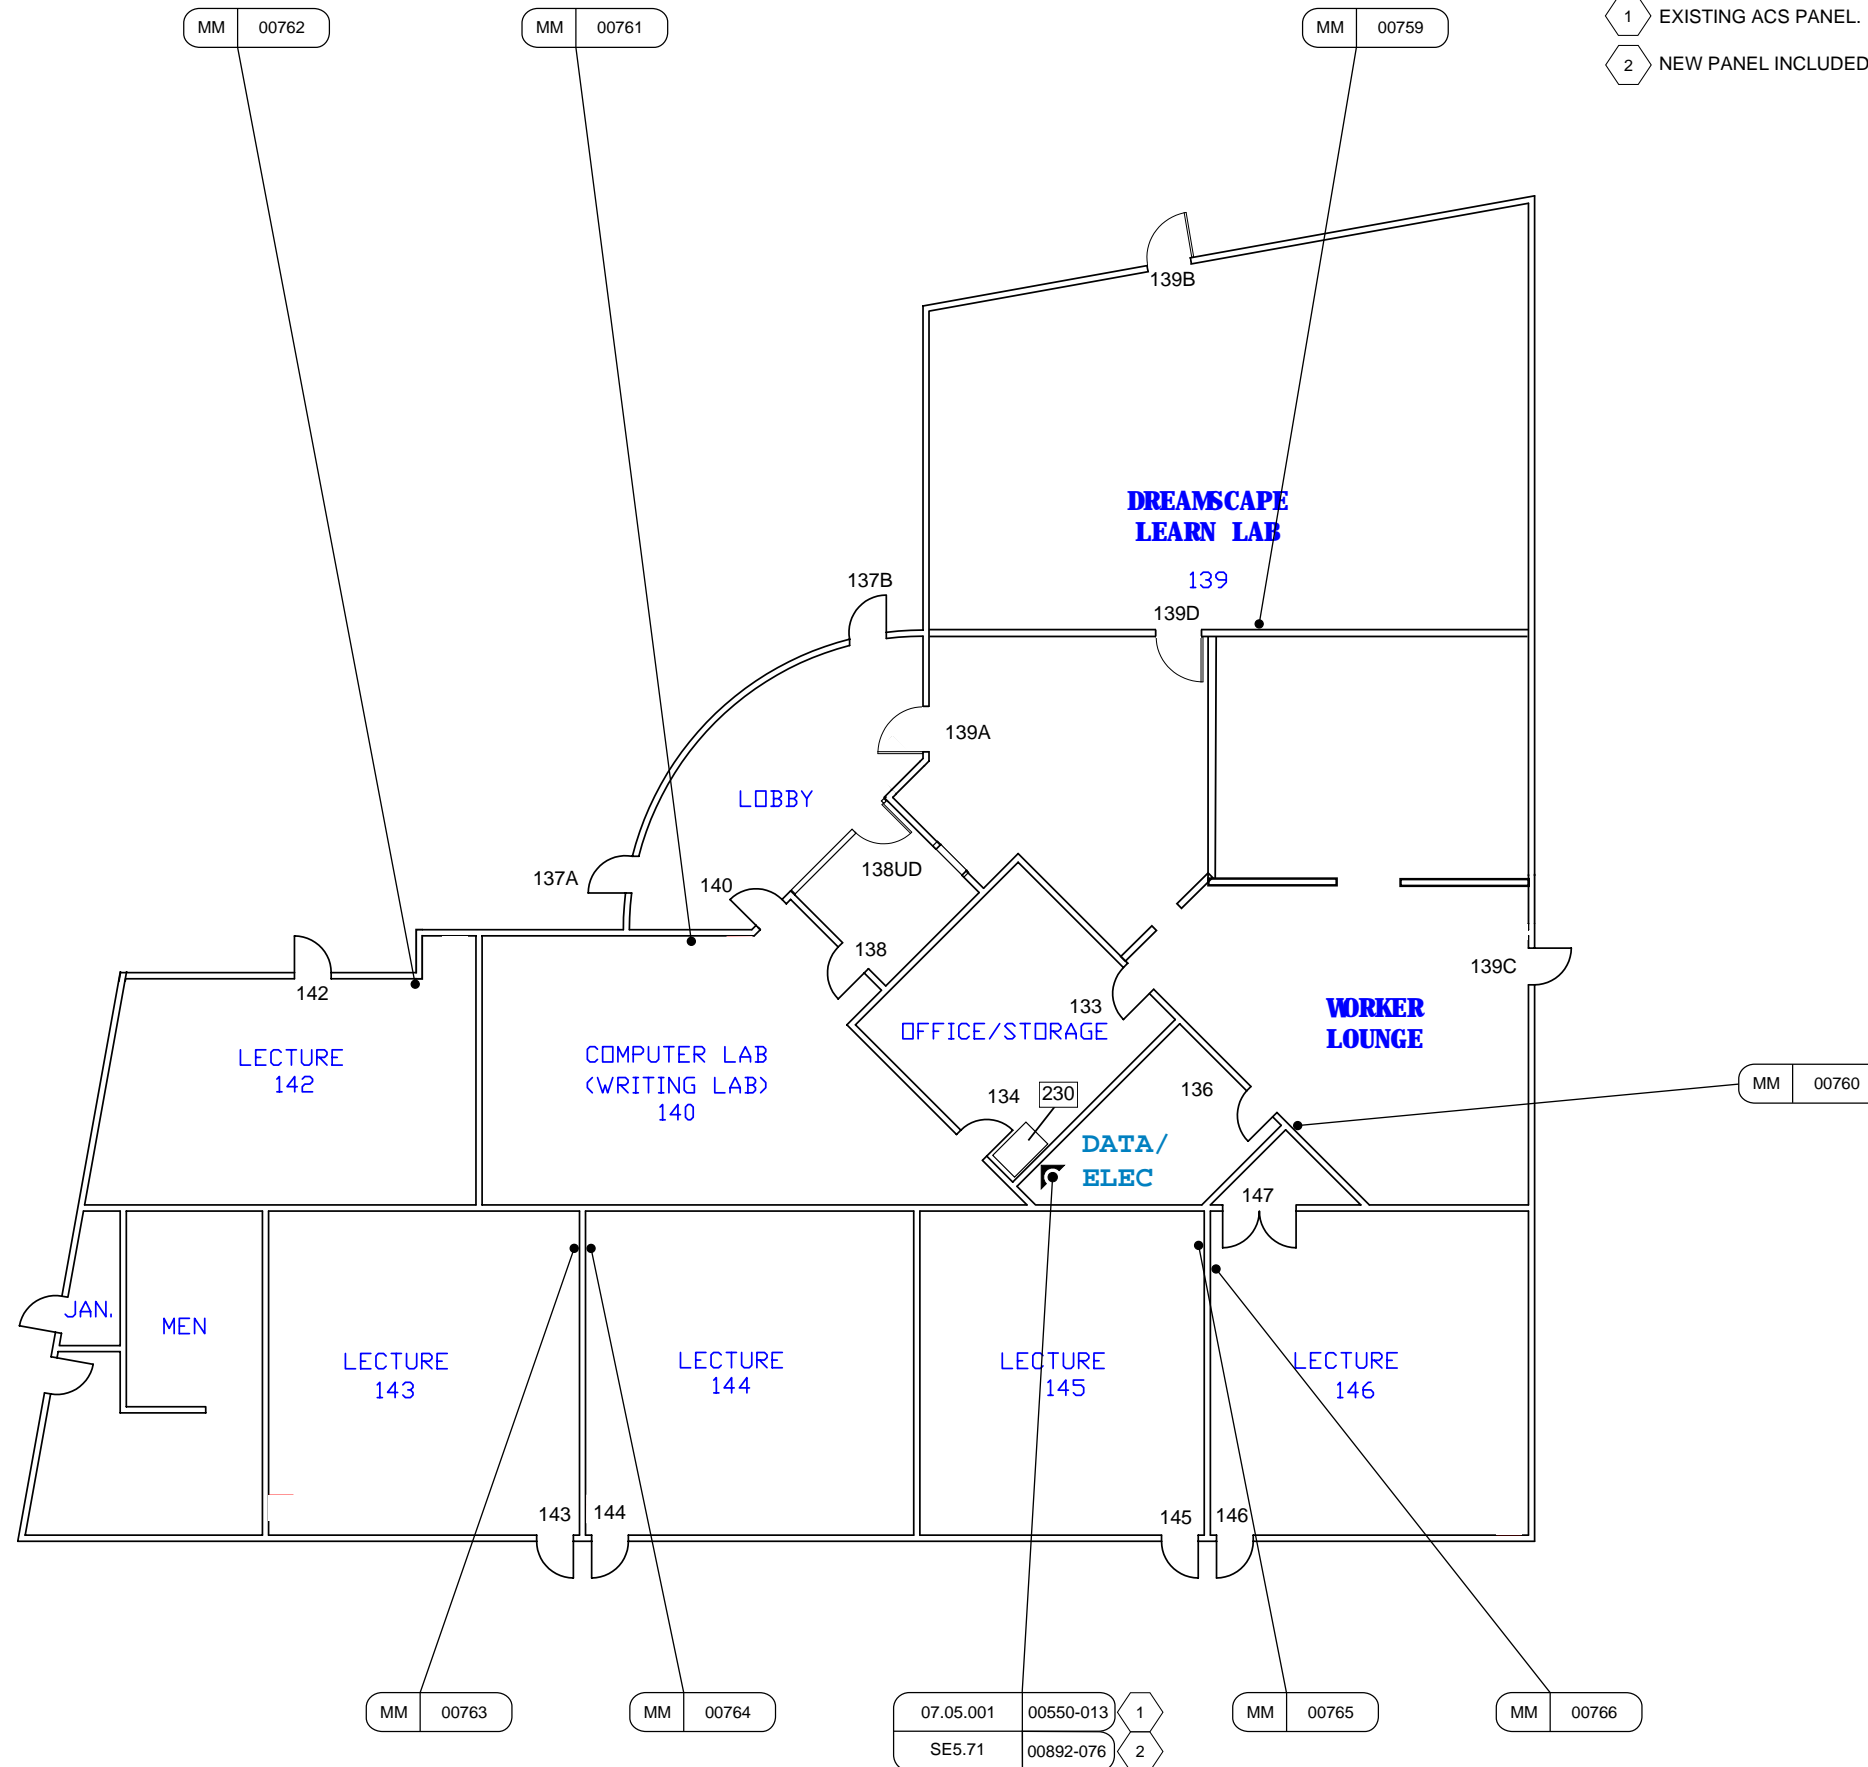 MM 00762
MM 00761
MM 00759
1 EXISTING ACS PANEL.
2 NEW PANEL INCLUDED
139B
DREAMSCAPE
LEARN LAB
139
137B
139D
139A
LOBBY
138UD
137A
140
138
139C
142
133
WORKER
LOUNGE
OFFICE/STORAGE
LECTURE
142
COMPUTER LAB
(WRITING LAB)
140
134
230
136
MM 00760
DATA/
ELEC
147
JAN.
MEN
LECTURE
143
LECTURE
144
LECTURE
145
LECTURE
146
143
144
145
146
MM 00763
MM 00764
07.05.001 00550-013 1
SE5.71 00892-076 2
MM 00765
MM 00766